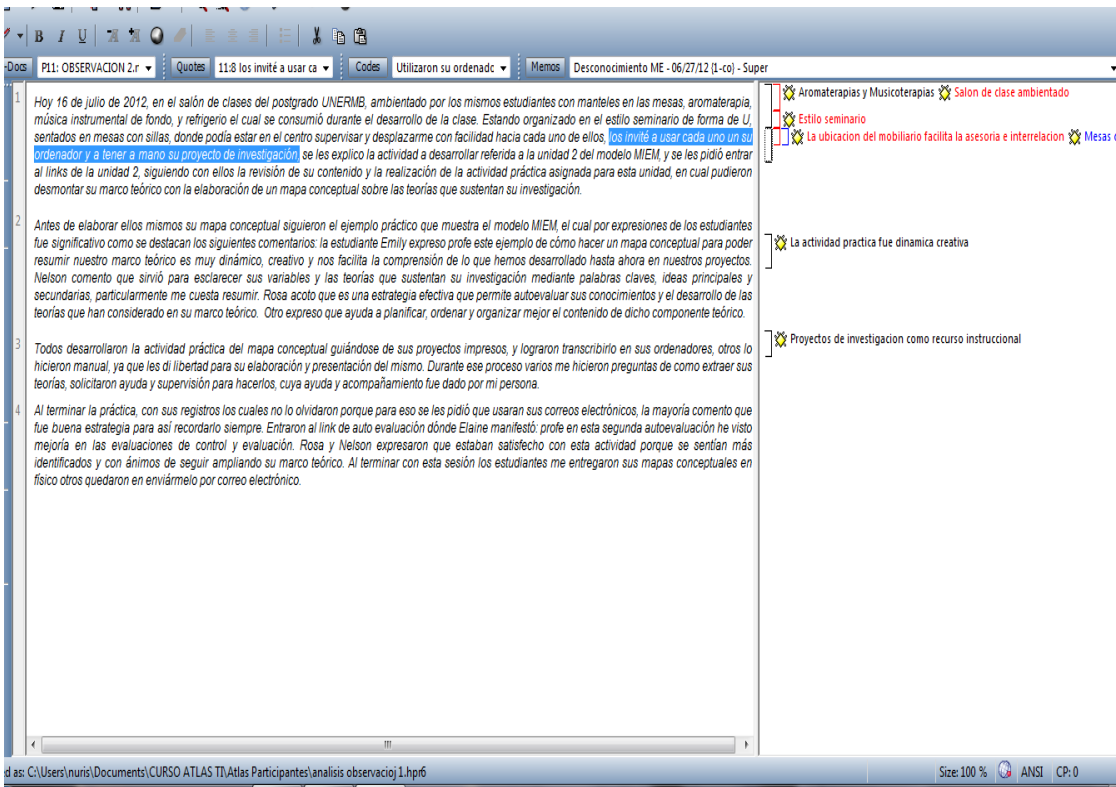 B I U
-Docs P11: OBSERVACION 2.r Quotes 11:8 los invité a usar ca Codes Utilizaron su ordenadc Memos Desconocimiento ME - 06/27/12 {1-co} - Super
1 Hoy 16 de julio de 2012, en el salón de clases del postgrado UNERMB, ambientado por los mismos estudiantes con manteles en las mesas, aromaterapia,
música instrumental de fondo, y refrigerio el cual se consumió durante el desarrollo de la clase. Estando organizado en el estilo seminario de forma de U,
sentados en mesas con sillas, donde podía estar en el centro supervisar y desplazarme con facilidad hacia cada uno de ellos, los invité a usar cada uno un su
ordenador y a tener a mano su proyecto de investigación, se les explico la actividad a desarrollar referida a la unidad 2 del modelo MIEM, y se les pidió entrar
al links de la unidad 2, siguiendo con ellos la revisión de su contenido y la realización de la actividad práctica asignada para esta unidad, en cual pudieron
desmontar su marco teórico con la elaboración de un mapa conceptual sobre las teorías que sustentan su investigación.
2 Antes de elaborar ellos mismos su mapa conceptual siguieron el ejemplo práctico que muestra el modelo MIEM, el cual por expresiones de los estudiantes
fue significativo como se destacan los siguientes comentarios: la estudiante Emily expreso profe este ejemplo de cómo hacer un mapa conceptual para poder
resumir nuestro marco teórico es muy dinámico, creativo y nos facilita la comprensión de lo que hemos desarrollado hasta ahora en nuestros proyectos.
Nelson comento que sirvió para esclarecer sus variables y las teorías que sustentan su investigación mediante palabras claves, ideas principales y
secundarias, particularmente me cuesta resumir. Rosa acoto que es una estrategia efectiva que permite autoevaluar sus conocimientos y el desarrollo de las
teorías que han considerado en su marco teórico. Otro expreso que ayuda a planificar, ordenar y organizar mejor el contenido de dicho componente teórico.
3 Todos desarrollaron la actividad práctica del mapa conceptual guiándose de sus proyectos impresos, y lograron transcribirlo en sus ordenadores, otros lo
hicieron manual, ya que les di libertad para su elaboración y presentación del mismo. Durante ese proceso varios me hicieron preguntas de como extraer sus
teorías, solicitaron ayuda y supervisión para hacerlos, cuya ayuda y acompañamiento fue dado por mi persona.
4 Al terminar la práctica, con sus registros los cuales no lo olvidaron porque para eso se les pidió que usaran sus correos electrónicos, la mayoría comento que
fue buena estrategia para así recordarlo siempre. Entraron al link de auto evaluación dónde Elaine manifestó: profe en esta segunda autoevaluación he visto
mejoría en las evaluaciones de control y evaluación. Rosa y Nelson expresaron que estaban satisfecho con esta actividad porque se sentían más
identificados y con ánimos de seguir ampliando su marco teórico. Al terminar con esta sesión los estudiantes me entregaron sus mapas conceptuales en
físico otros quedaron en enviármelo por correo electrónico.
Aromaterapias y Musicoterapias Salon de clase ambientado
Estilo seminario
La ubicacion del mobiliario facilita la asesoria e interrelacion Mesas
La actividad practica fue dinamica creativa
Proyectos de investigacion como recurso instruccional
ed as: C:\Users\nuris\Documents\CURSO ATLAS TI\Atlas Participantes\analisis observacioj 1.hpr6 Size: 100 % ANSI CP: 0